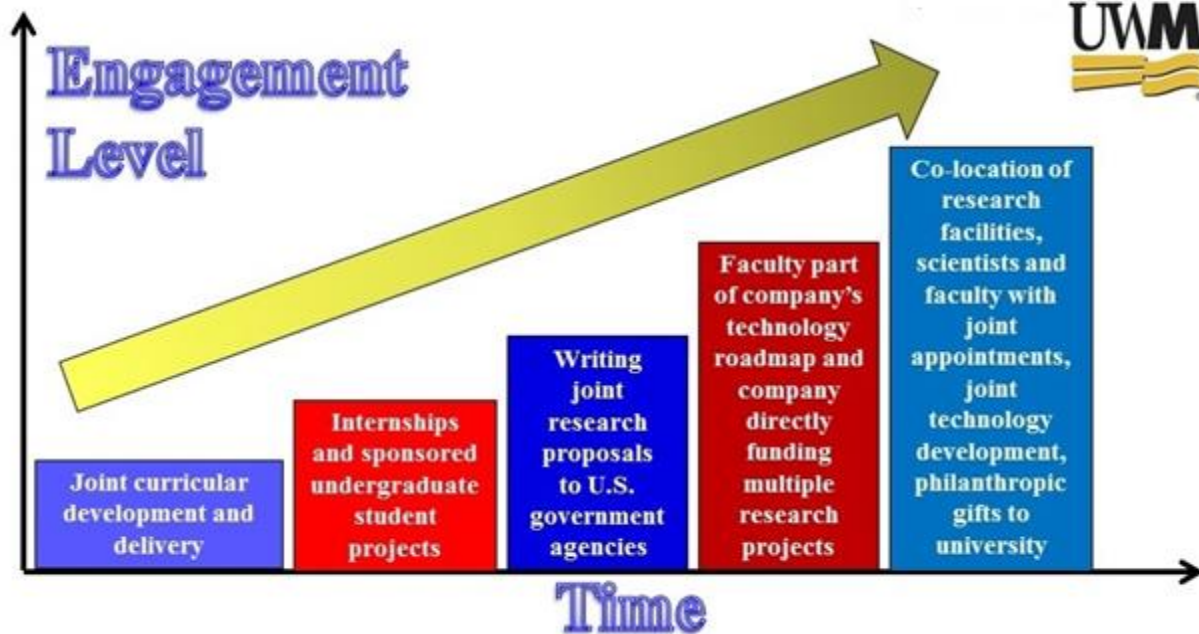 UWM
Engagement
Level
Joint curricular
development and
delivery
Internships
and sponsored
undergraduate
student
projects
Writing
joint
research
proposals
to U.S.
government
agencies
Faculty part
of company's
technology
roadmap and
company
directly
funding
multiple
research
projects
Co-location of
research
facilities,
scientists and
faculty with
joint
appointments,
joint
technology
development,
philanthropic
gifts to
university
Time